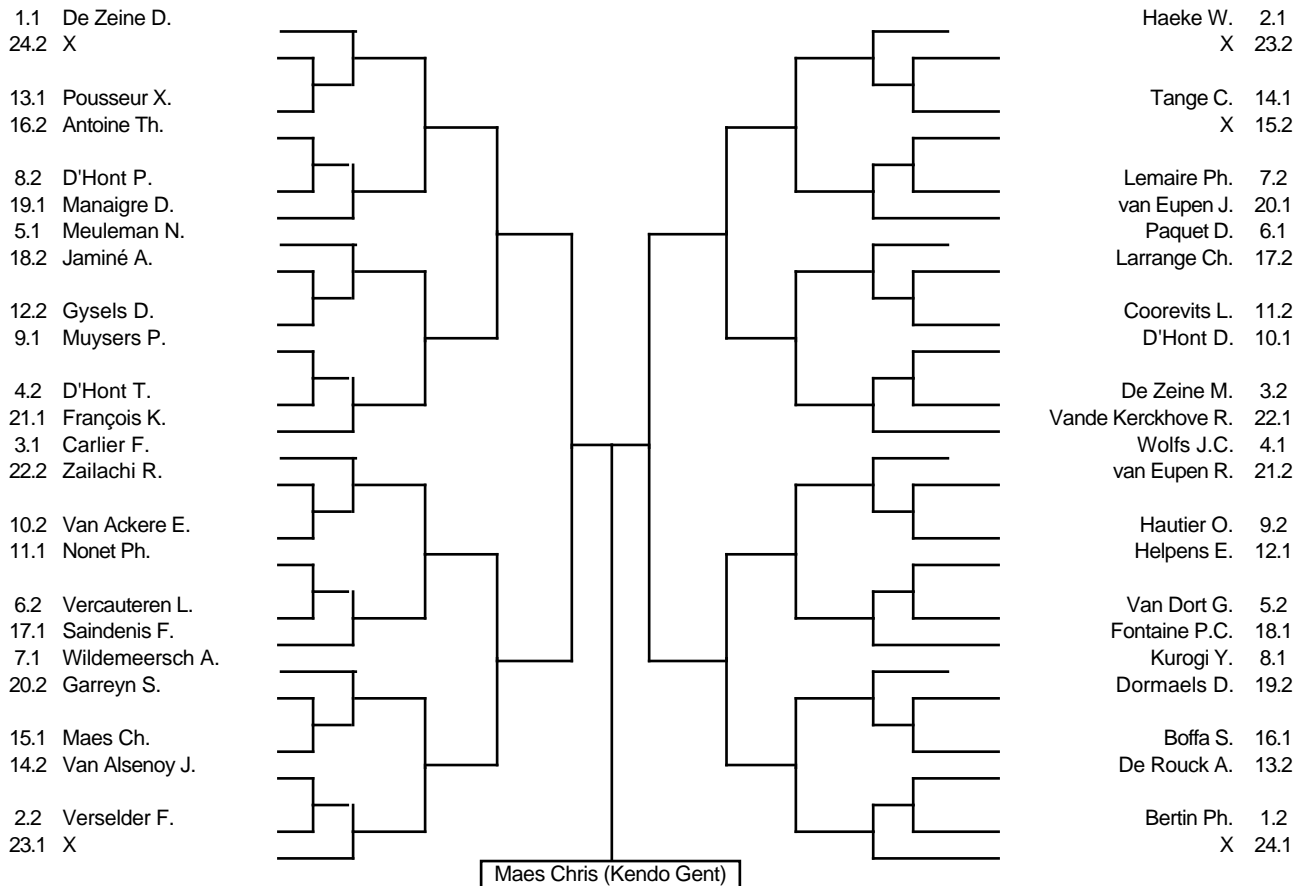 1.1 De Zeine D.
24.2 X
13.1 Pousseur X.
16.2 Antoine Th.
8.2 D'Hont P.
19.1 Manaigre D.
5.1 Meuleman N.
18.2 Jaminé A.
12.2 Gysels D.
9.1 Muysers P.
4.2 D'Hont T.
21.1 François K.
3.1 Carlier F.
22.2 Zailachi R.
10.2 Van Ackere E.
11.1 Nonet Ph.
6.2 Vercauteren L.
17.1 Saindenis F.
7.1 Wildemeersch A.
20.2 Garreyn S.
15.1 Maes Ch.
14.2 Van Alsenoy J.
2.2 Verselder F.
23.1 X
Haeke W. 2.1
X 23.2
Tange C. 14.1
X 15.2
Lemaire Ph. 7.2
van Eupen J. 20.1
Paquet D. 6.1
Larrange Ch. 17.2
Coorevits L. 11.2
D'Hont D. 10.1
De Zeine M. 3.2
Vande Kerckhove R. 22.1
Wolfs J.C. 4.1
van Eupen R. 21.2
Hautier O. 9.2
Helpens E. 12.1
Van Dort G. 5.2
Fontaine P.C. 18.1
Kurogi Y. 8.1
Dormaels D. 19.2
Boffa S. 16.1
De Rouck A. 13.2
Bertin Ph. 1.2
X 24.1
Maes Chris (Kendo Gent)